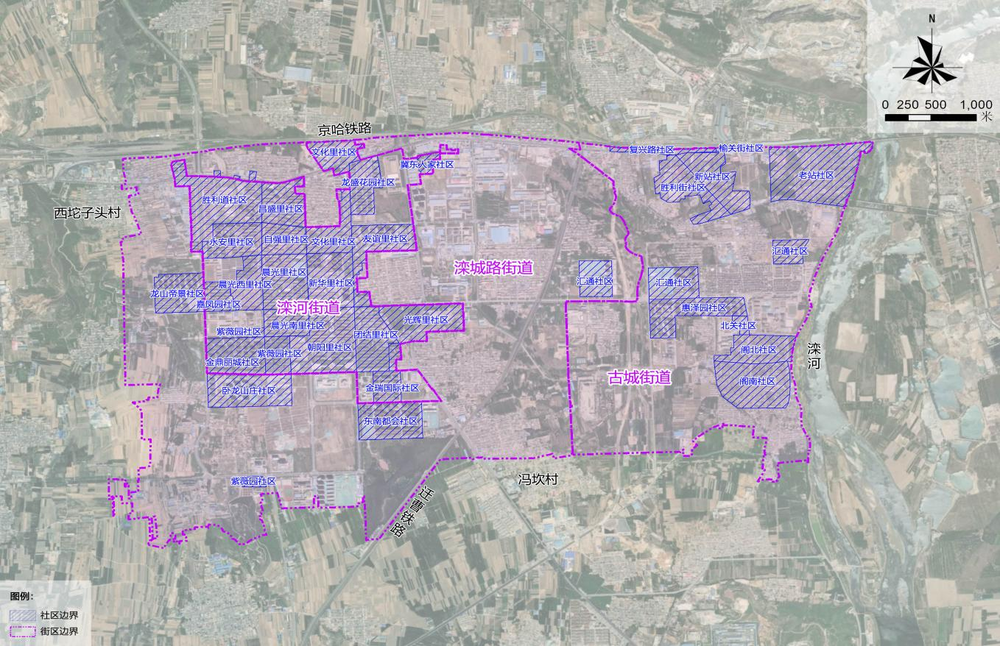 N
0 250 500 1,000
米
京哈铁路
文化里社区
冀东人家社区
复兴路社区
榆关街社区
龙盛花园社区
新站社区
老站社区
胜利街社区
胜利道社区
昌盛里社区
西坨子头村
永安里社区
自强里社区
文化里社区
友谊里社区
汇通社区
滦城路街道
晨光里社区
晨光西里社区
新华里社区
汇通社区
汇通社区
龙山帝景社区
嘉凤园社区
滦河街道
惠泽园社区
光辉里社区
晨光南里社区
北关社区
紫薇园社区
团结里社区
朝阳里社区
紫薇园社区
阁北社区
滦河
金鼎丽城社区
古城街道
阁南社区
卧龙山庄社区
金瑞国际社区
东南都会社区
紫薇园社区
冯坎村
汪曹铁路
图例：
社区边界
街区边界